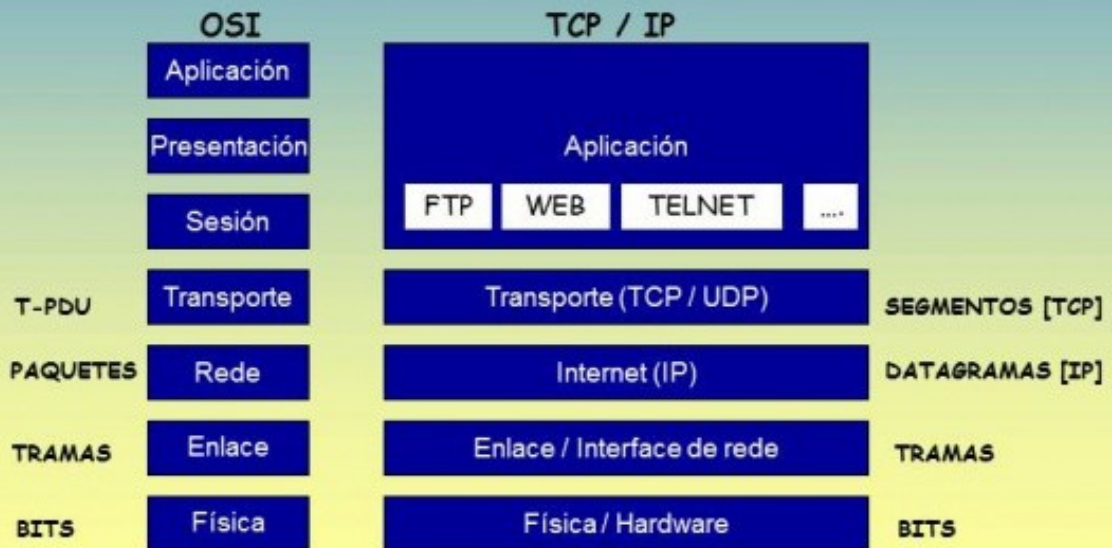 OSI TCP / IP
Aplicación
Presentación
Sesión
Aplicación
FTP WEB TELNET ....
T-PDU Transporte Transporte (TCP / UDP) SEGMENTOS [TCP]
PAQUETES Rede Internet (IP) DATAGRAMAS [IP]
TRAMAS Enlace Enlace / Interface de rede TRAMAS
BITS Física Física / Hardware BITS